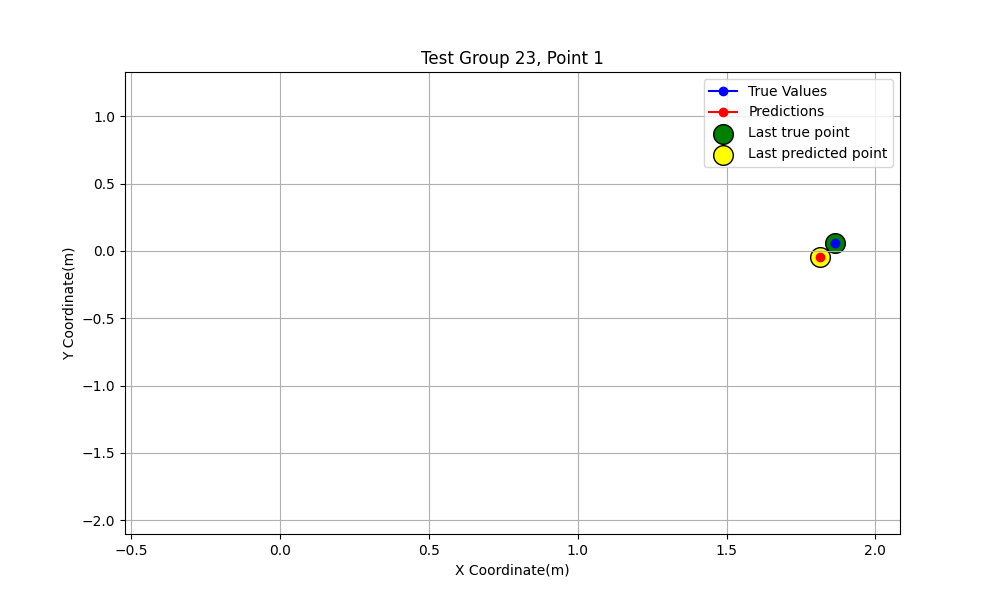 Test Group 23, Point 1
True Values
Predictions
Last true point
Last predicted point
1.0
0.5
0.0
−0.5
−1.0
−1.5
−2.0
Y Coordinate(m)
−0.5
0.0
0.5
1.0
1.5
2.0
X Coordinate(m)